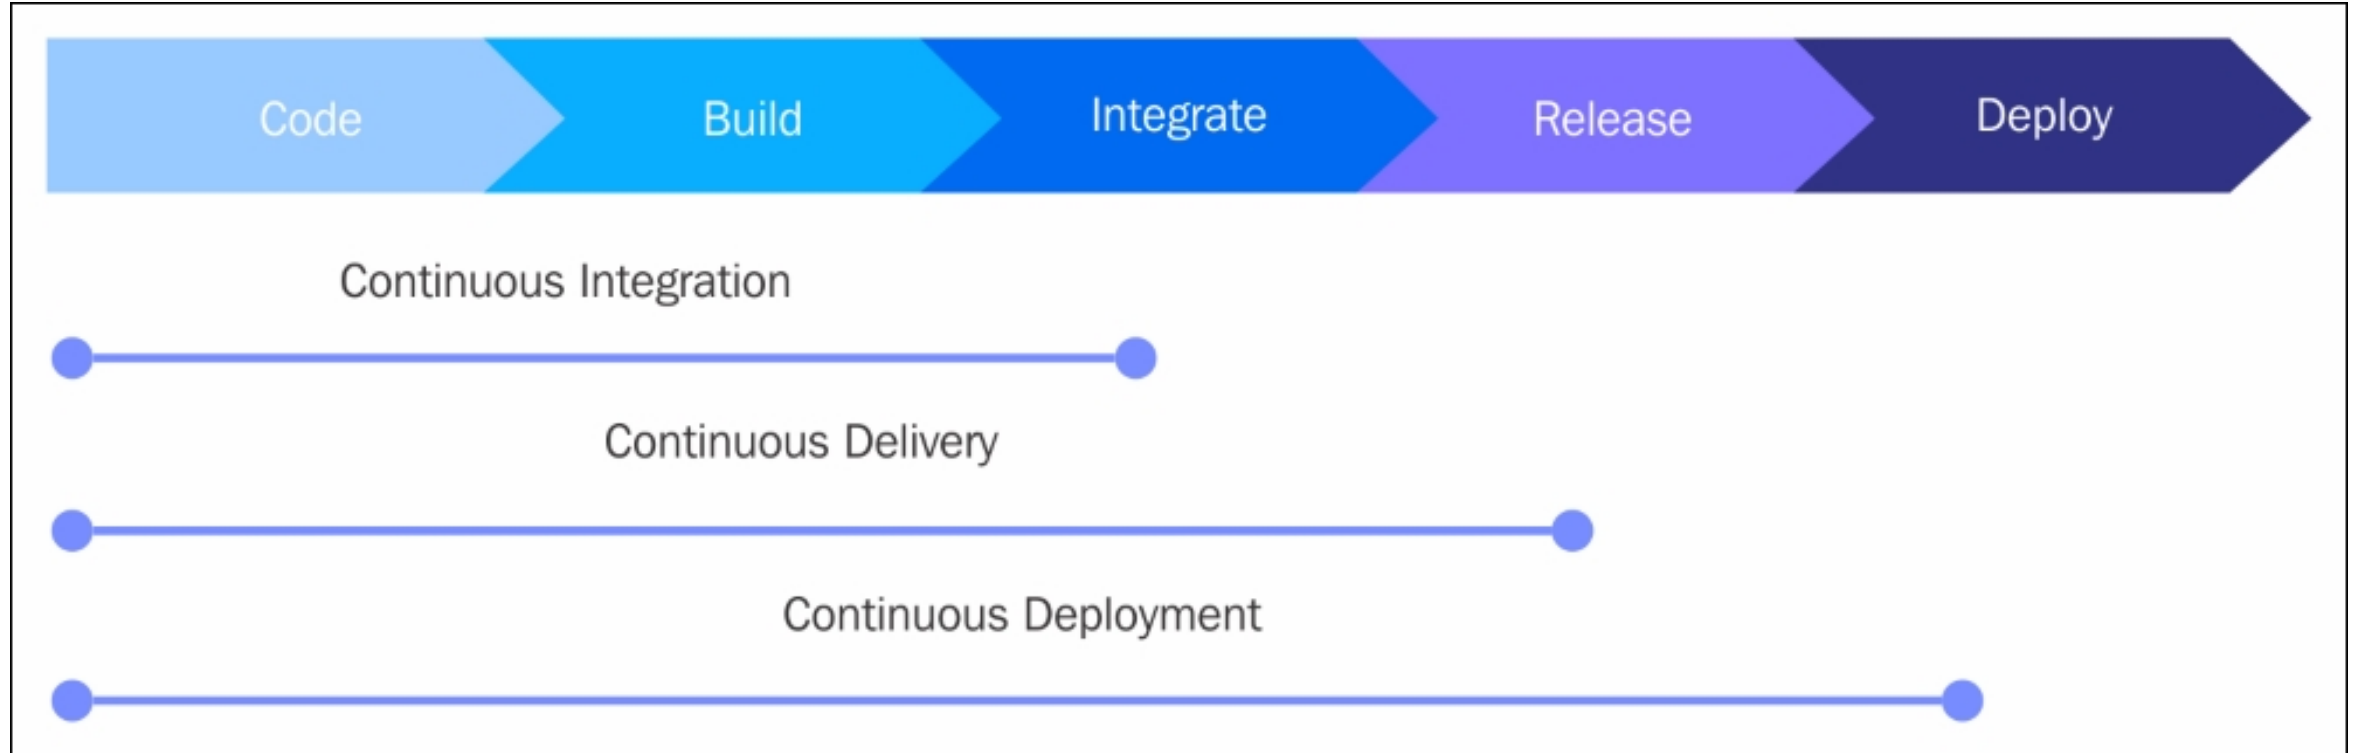 Code Build Integrate Release Deploy
Continuous Integration
Continuous Delivery
Continuous Deployment